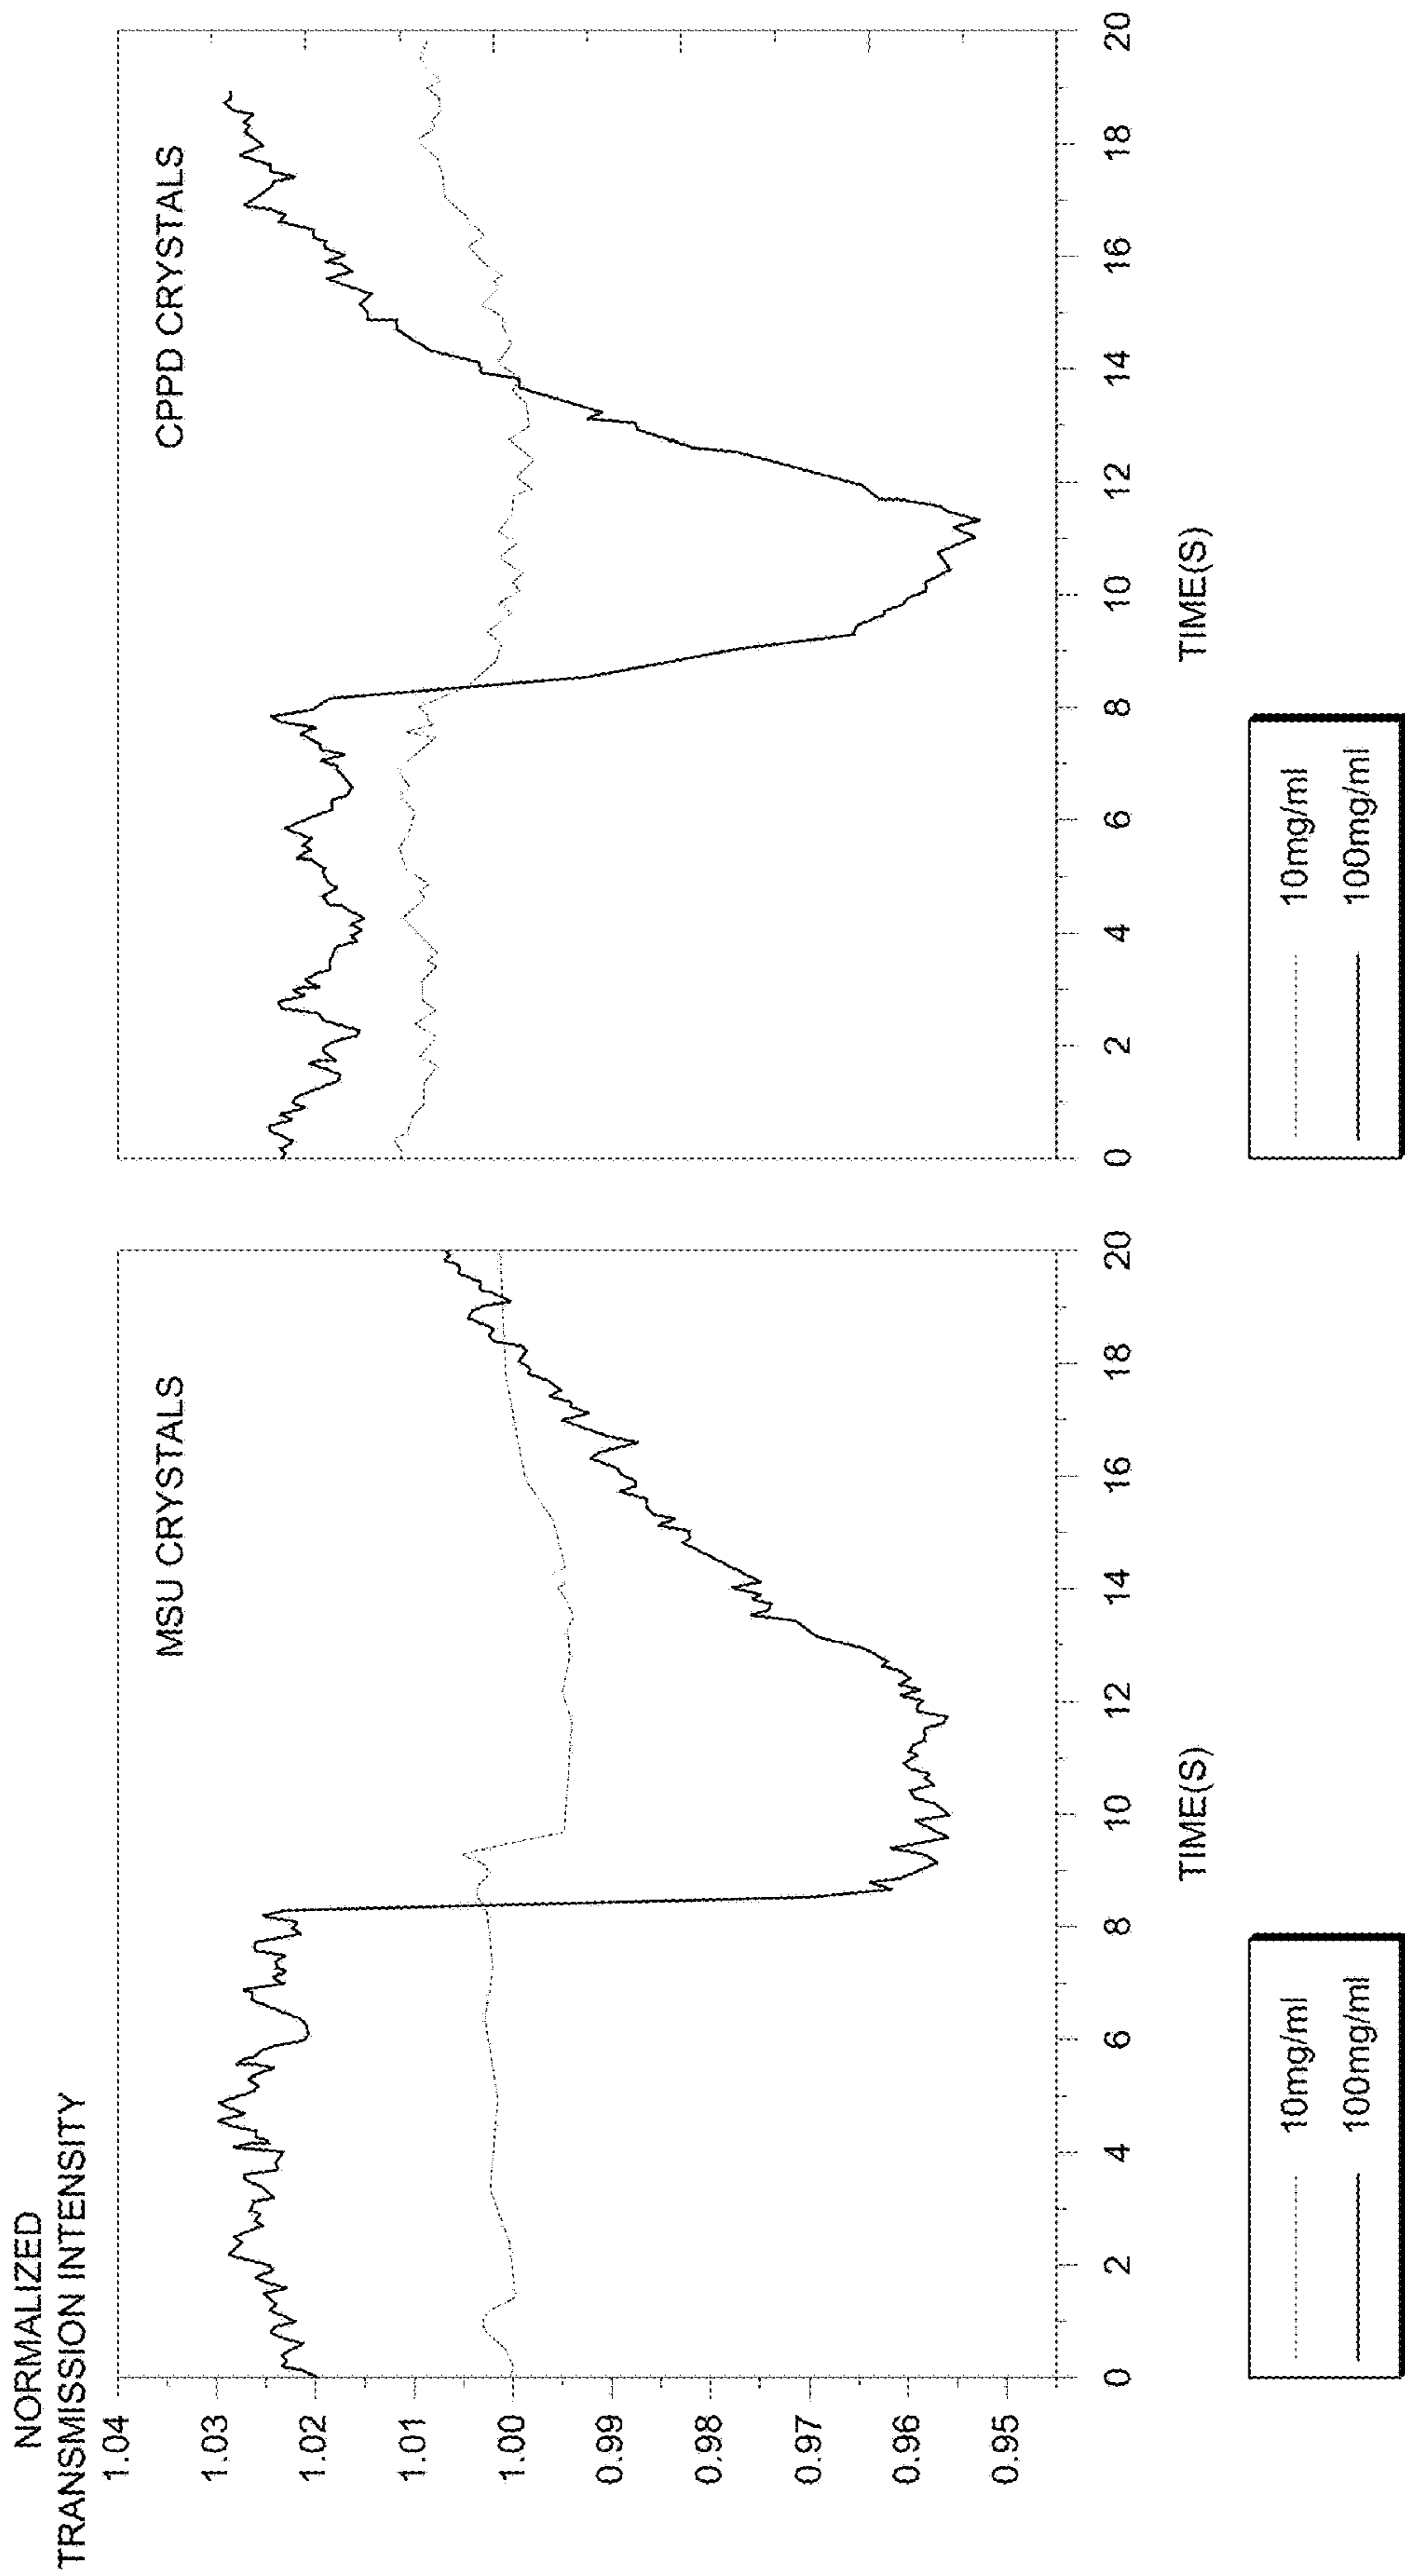 NORMALIZED
TRANSMISSION INTENSITY
1.04
1.03
1.02
1.01
1.00
0.99
0.98
0.97
0.96
0.95
MSU CRYSTALS
0 2 4 6 8 10 12 14 16 18 20
TIME(S)
10mg/ml
100mg/ml
CPPD CRYSTALS
0 2 4 6 8 10 12 14 16 18 20
TIME(S)
10mg/ml
100mg/ml